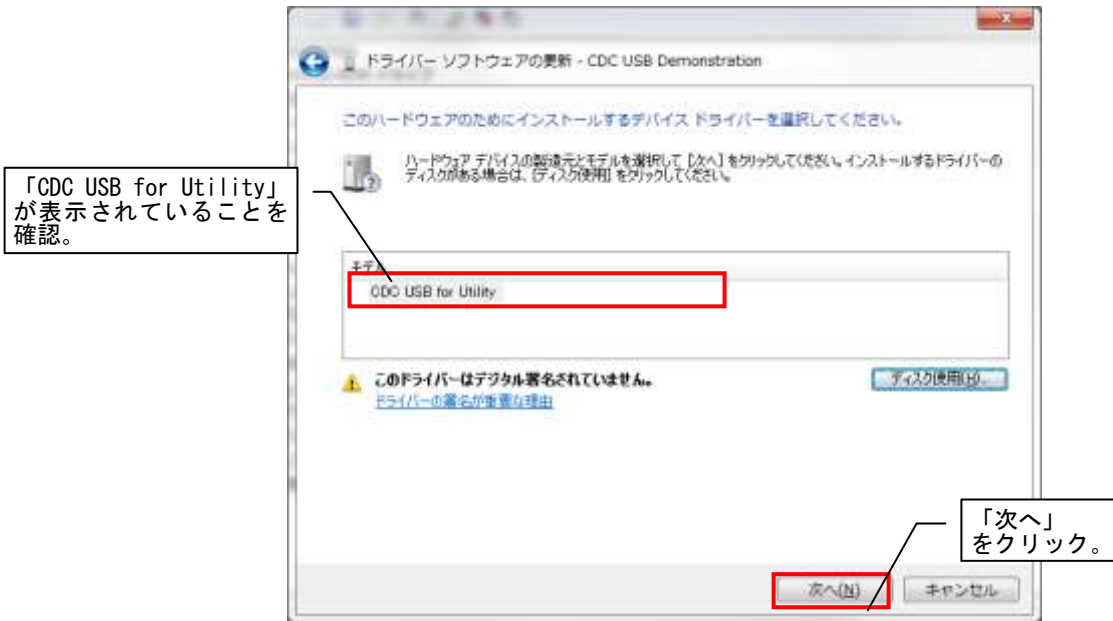 ドライバー ソフトウェアの更新 - CDC USB Demonstration
このハードウェアのためにインストールするデバイス ドライバーを選択してください。
ハードウェア デバイスの製造元とモデルを選択して [次へ] をクリックしてください。インストールするドライバーの
ディスクがある場合は、[ディスク使用] をクリックしてください。
「CDC USB for Utility」
が表示されていることを
確認。
モデル
CDC USB for Utility
このドライバーはデジタル署名されていません。
ディスク使用(H)...
ドライバーの署名が重要な理由
「次へ」
をクリック。
次へ(N)
キャンセル